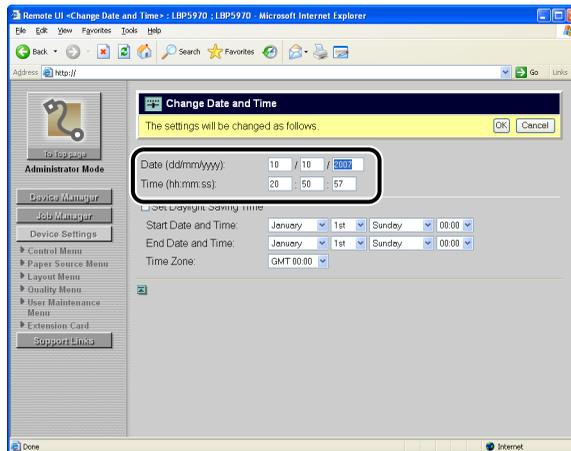 Remote UI <Change Date and Time> : LBP5970 ; LBP5970 - Microsoft Internet Explorer
File Edit View Favorites Tools Help
Back Search Favorites
Address http:// Go Links
Change Date and Time
The settings will be changed as follows. OK Cancel
To Top page
Administrator Mode
Device Manager
Job Manager
Device Settings
Control Menu
Paper Source Menu
Layout Menu
Quality Menu
User Maintenance
Menu
Extension Card
Support Links
Date (dd/mm/yyyy): 10 / 10 / 2007
Time (hh:mm:ss): 20 : 50 : 57
Set Daylight Saving Time
Start Date and Time: January 1st Sunday 00:00
End Date and Time: January 1st Sunday 00:00
Time Zone: GMT 00:00
Done Internet